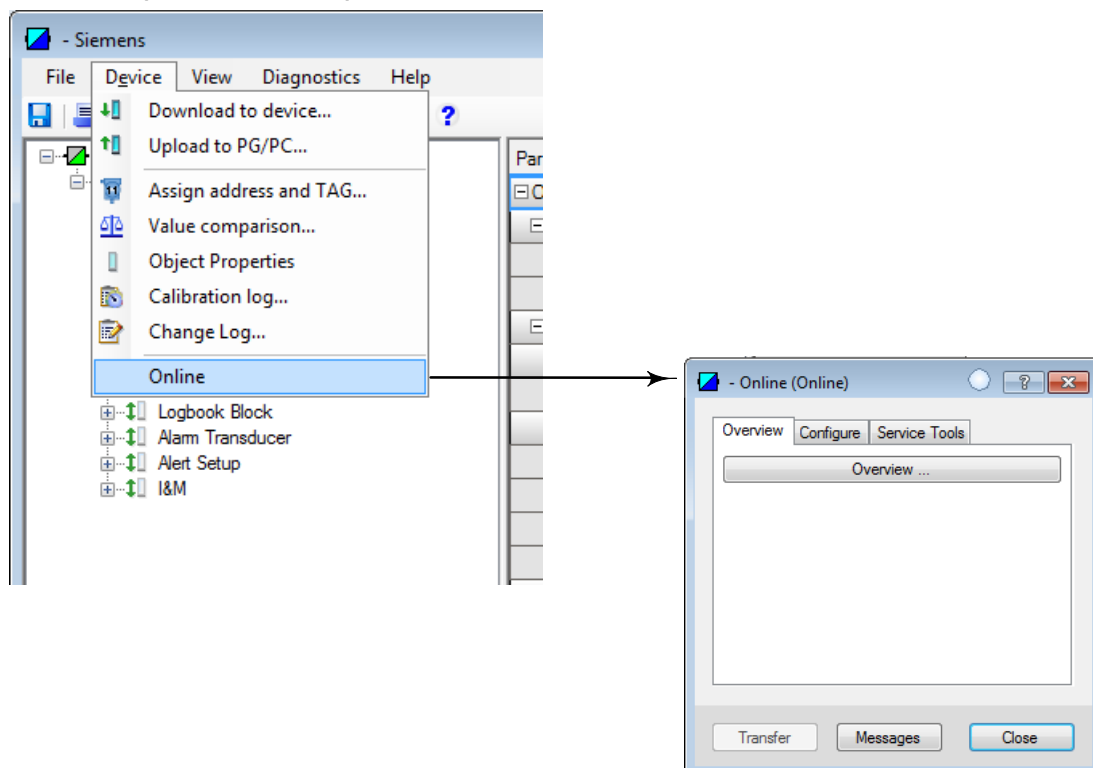 - Siemens
File Device View Diagnostics Help
Download to device...
?
Upload to PG/PC...
Par
Assign address and TAG...
Value comparison...
Object Properties
Calibration log...
Change Log...
Online
Logbook Block
Alarm Transducer
Alert Setup
I&M
- Online (Online)
?
Overview Configure Service Tools
Overview ...
Transfer Messages Close